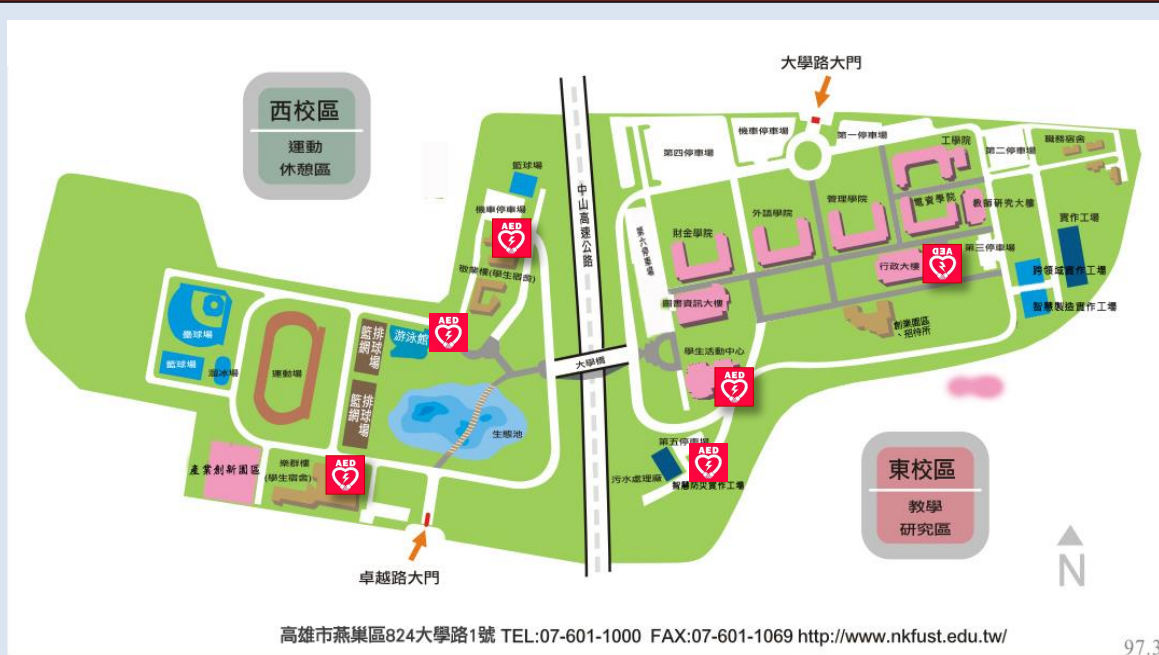 大學路大門
西校區
運動
休憩區
機車停車場
第一停車場
工學院
第四停車場
第二停車場
職務宿舍
籃球場
中山高速公路
機車停車場
AED
敬業樓(學生宿舍)
管理學院
電資學院
教師研究大樓
外語學院
財金學院
第六停車場
實作工場
行政大樓
AED
第三停車場
跨領域實作工場
智慧製造實作工場
圖書資訊大樓
創業園區
、招待所
壘球場
籃球場
溜冰場
運動場
排球場
籃網
游泳館
AED
大學橋
學生活動中心
AED
排球場
籃網
生態池
第五停車場
AED
污水處理廠
智慧防災實作工場
產業創新園區
樂群樓
(學生宿舍)
AED
東校區
教學
研究區
N
卓越路大門
高雄市燕巢區824大學路1號 TEL:07-601-1000 FAX:07-601-1069 http://www.nkfust.edu.tw/
97.3